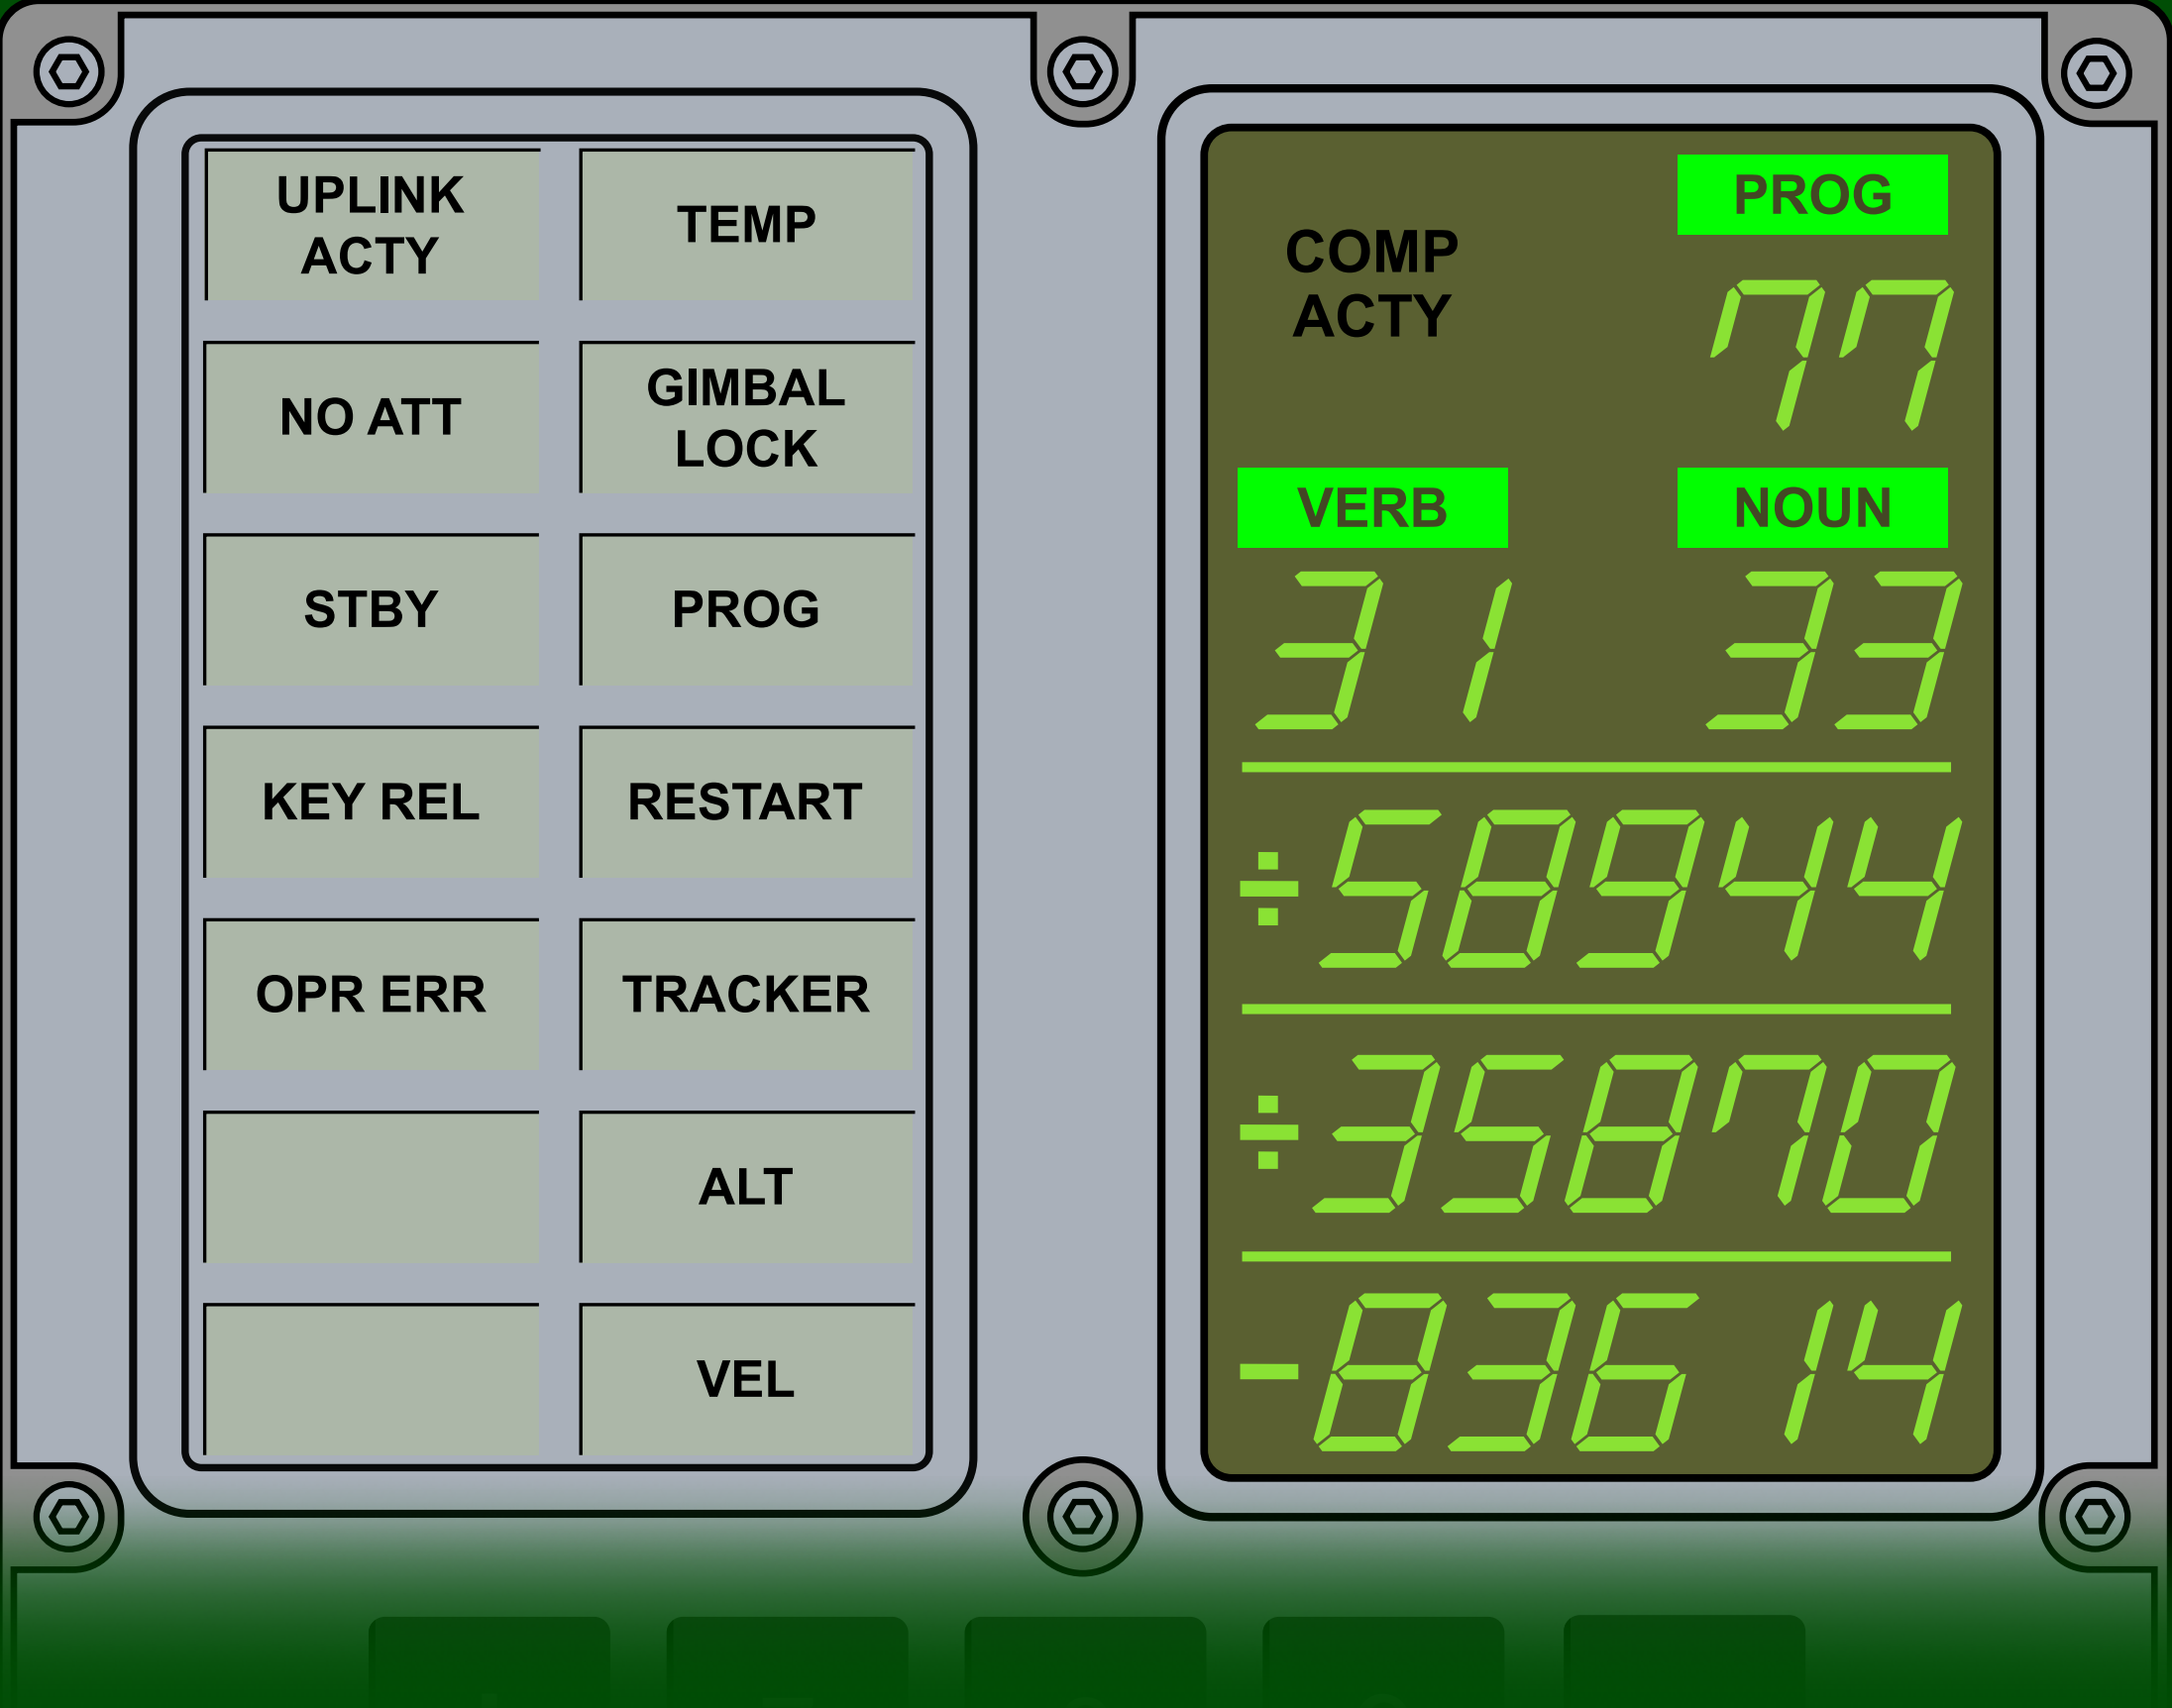 UPLINK
ACTY
TEMP
NO ATT
GIMBAL
LOCK
STBY
PROG
KEY REL
RESTART
OPR ERR
TRACKER
ALT
VEL
COMP
ACTY
PROG
77
VERB
NOUN
31
33
÷58944
÷35870
-83614